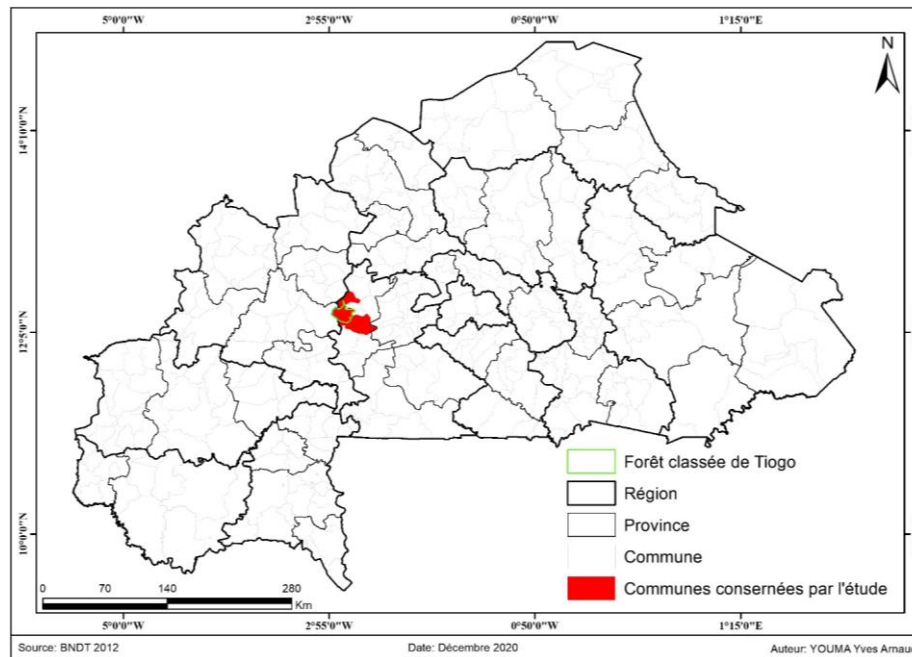 5°0'0"W 2°55'0"W 0°50'0"W 1°15'0"E
N
14°10'0"N
12°5'0"N
10°0'0"N
Forêt classée de Tiogo
Région
Province
Commune
Communes consernées par l'étude
0 70 140 280
Km
5°0'0"W 2°55'0"W 0°50'0"W 1°15'0"E
Source: BNDT 2012 Date: Décembre 2020 Auteur: YOUMA Yves Arnaud